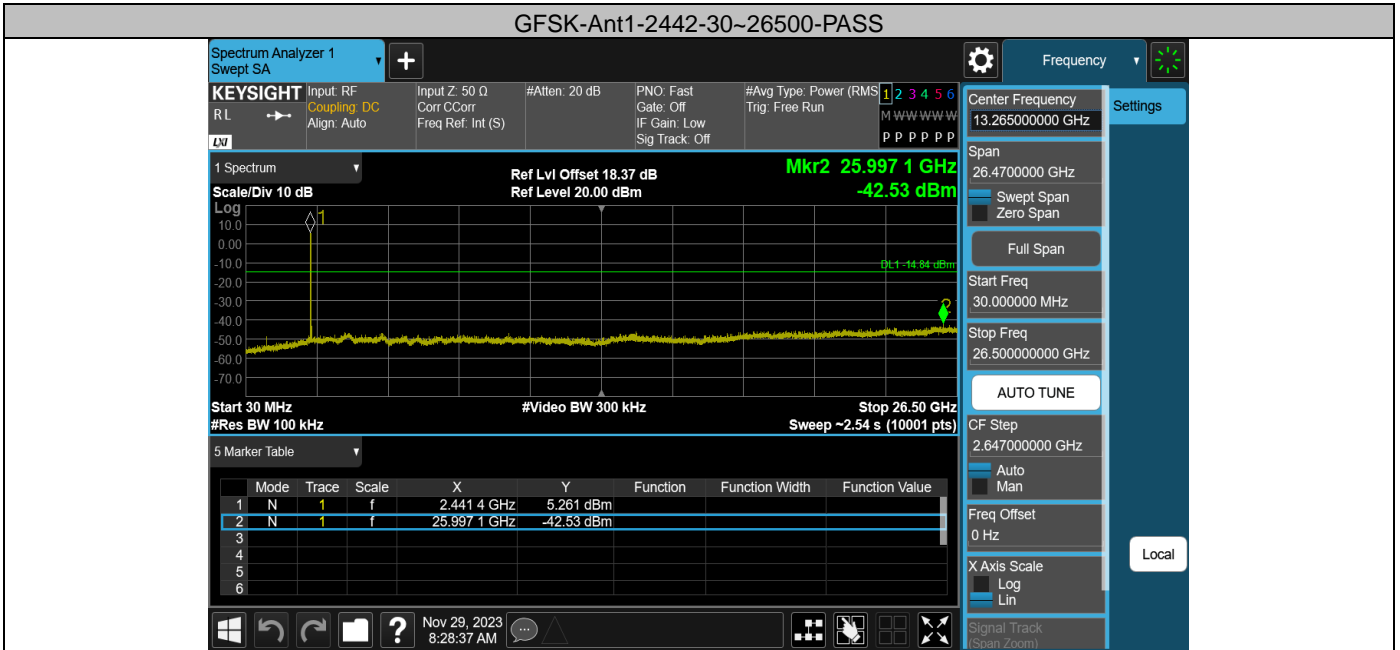 GFSK-Ant1-2442-30~26500-PASS
Spectrum Analyzer 1
Swept SA
+
Frequency
KEYSIGHT
RL
LXI
Input: RF
Coupling: DC
Align: Auto
Input Z: 50 Ω
Corr CCorr
Freq Ref: Int (S)
#Atten: 20 dB
PNO: Fast
Gate: Off
IF Gain: Low
Sig Track: Off
#Avg Type: Power (RMS
Trig: Free Run
1 2 3 4 5 6
M W W W W W
P P P P P P
1 Spectrum
Scale/Div 10 dB
Ref Lvl Offset 18.37 dB
Ref Level 20.00 dBm
Mkr2 25.997 1 GHz
-42.53 dBm
Log
10.0
0.00
-10.0
-20.0
-30.0
-40.0
-50.0
-60.0
-70.0
1
DL1 -14.84 dBm
2
Start 30 MHz
#Video BW 300 kHz
Stop 26.50 GHz
#Res BW 100 kHz
Sweep ~2.54 s (10001 pts)
5 Marker Table
Mode Trace Scale X Y Function Function Width Function Value
1 N 1 f 2.441 4 GHz 5.261 dBm
2 N 1 f 25.997 1 GHz -42.53 dBm
3
4
5
6
?
Nov 29, 2023
8:28:37 AM
Center Frequency
13.265000000 GHz
Settings
Span
26.4700000 GHz
Swept Span
Zero Span
Full Span
Start Freq
30.000000 MHz
Stop Freq
26.500000000 GHz
AUTO TUNE
CF Step
2.647000000 GHz
Auto
Man
Freq Offset
0 Hz
Local
X Axis Scale
Log
Lin
Signal Track
(Span Zoom)